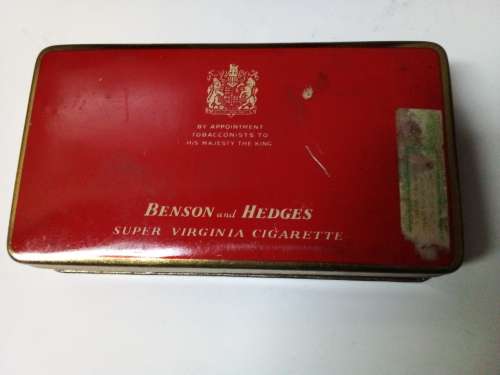 BY APPOINTMENT
TOBACCONISTS TO
HIS MAJESTY THE KING
BENSON and HEDGES
SUPER VIRGINIA CIGARETTE